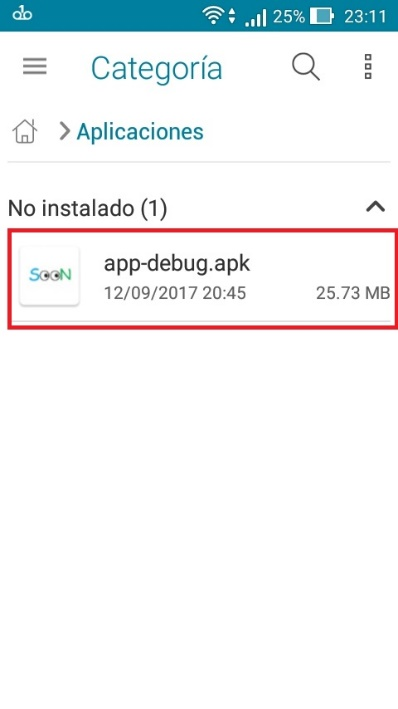 25% 23:11
Categoría
Aplicaciones
No instalado (1)
SOON
app-debug.apk
12/09/2017 20:45 25.73 MB